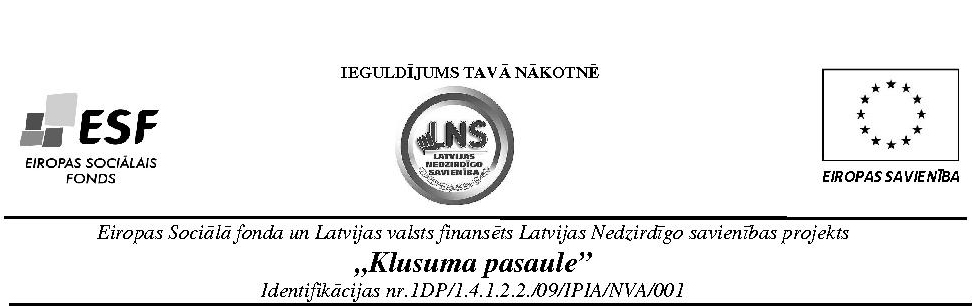 IEGULDĪJUMS TAVĀ NĀKOTNĒ
ESF
EIROPAS SOCIĀLAIS
FONDS
LNS
LATVIJAS
NEDZIRDĪGO
SAVIENĪBA
EIROPAS SAVIENĪBA
Eiropas Sociālā fonda un Latvijas valsts finansēts Latvijas Nedzirdīgo savienības projekts
„Klusuma pasaule”
Identifikācijas nr.1DP/1.4.1.2.2./09/IPIA/NVA/001